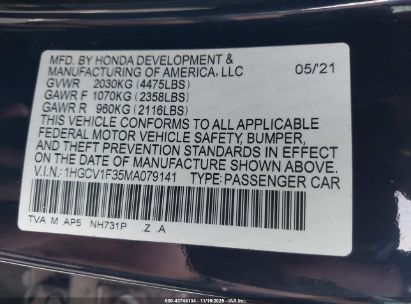 MFD. BY HONDA DEVELOPMENT &
MANUFACTURING OF AMERICA, LLC 05/21
GVWR 2030KG (4475LBS)
GAWR F 1070KG (2358LBS)
GAWR R 960KG (2116LBS)
THIS VEHICLE CONFORMS TO ALL APPLICABLE
FEDERAL MOTOR VEHICLE SAFETY, BUMPER,
AND THEFT PREVENTION STANDARDS IN EFFECT
ON THE DATE OF MANUFACTURE SHOWN ABOVE.
V.I.N.: 1HGCV1F35MA079141 TYPE: PASSENGER CAR
TVA M AP5 NH731P .Z .A